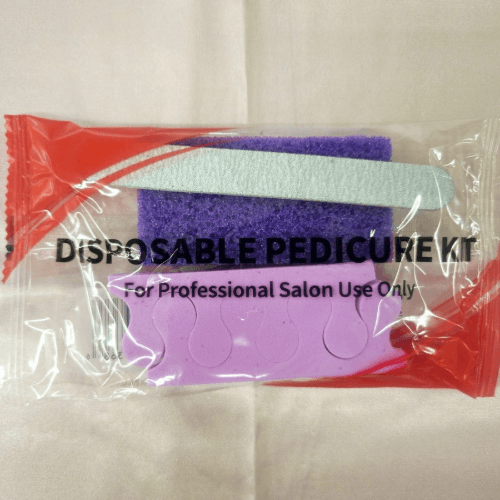 DISPOSABLE PEDICURE KIT
For Professional Salon Use Only